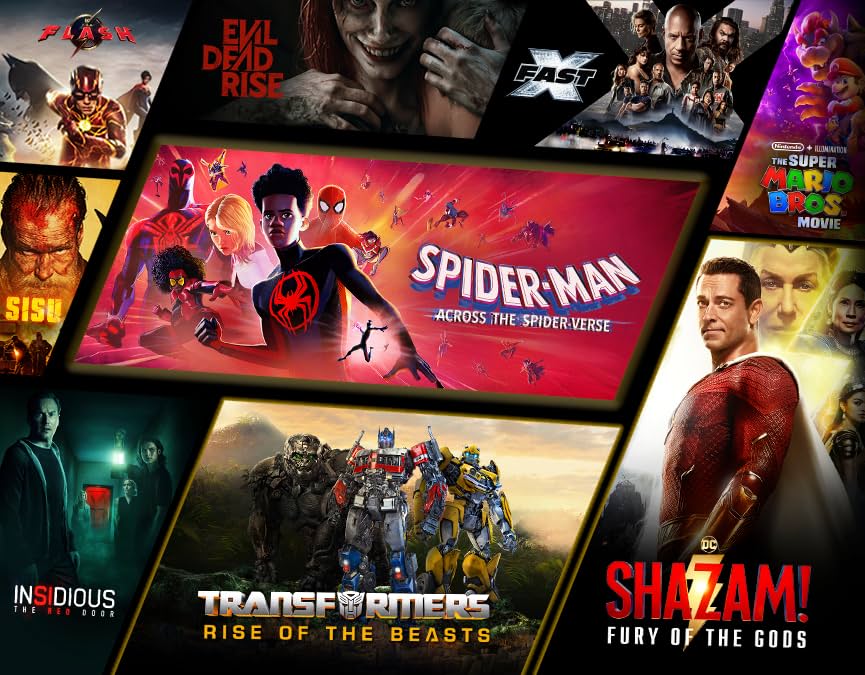 FLASH
EVIL
DEAD
RISE
FAST
X
Nintendo + ILLUMINATION
THE SUPER
MARIO
BROS.
MOVIE
SISU
SPIDER-MAN
ACROSS THE SPIDER-VERSE
INSIDIOUS
THE RED DOOR
TRANSFORMERS
RISE OF THE BEASTS
DC
SHAZAM!
FURY OF THE GODS